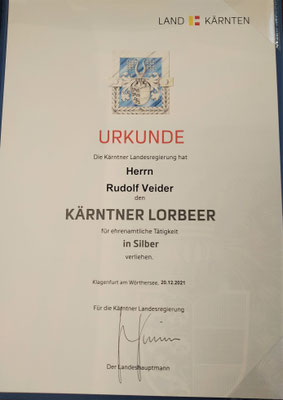 LAND KÄRNTEN
URKUNDE
Die Kärntner Landesregierung hat
Herrn
Rudolf Veider
den
KÄRNTNER LORBEER
für ehrenamtliche Tätigkeit
in Silber
verliehen.
Klagenfurt am Wörthersee, 20.12.2021
Für die Kärntner Landesregierung
Der Landeshauptmann